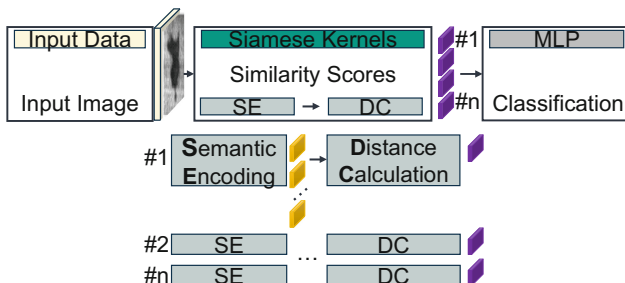 Input Data
Siamese Kernels
#1
MLP
Input Image
Similarity Scores
SE
DC
#n
Classification
#1
Semantic
Encoding
Distance
Calculation
#2
SE
...
DC
#n
SE
DC